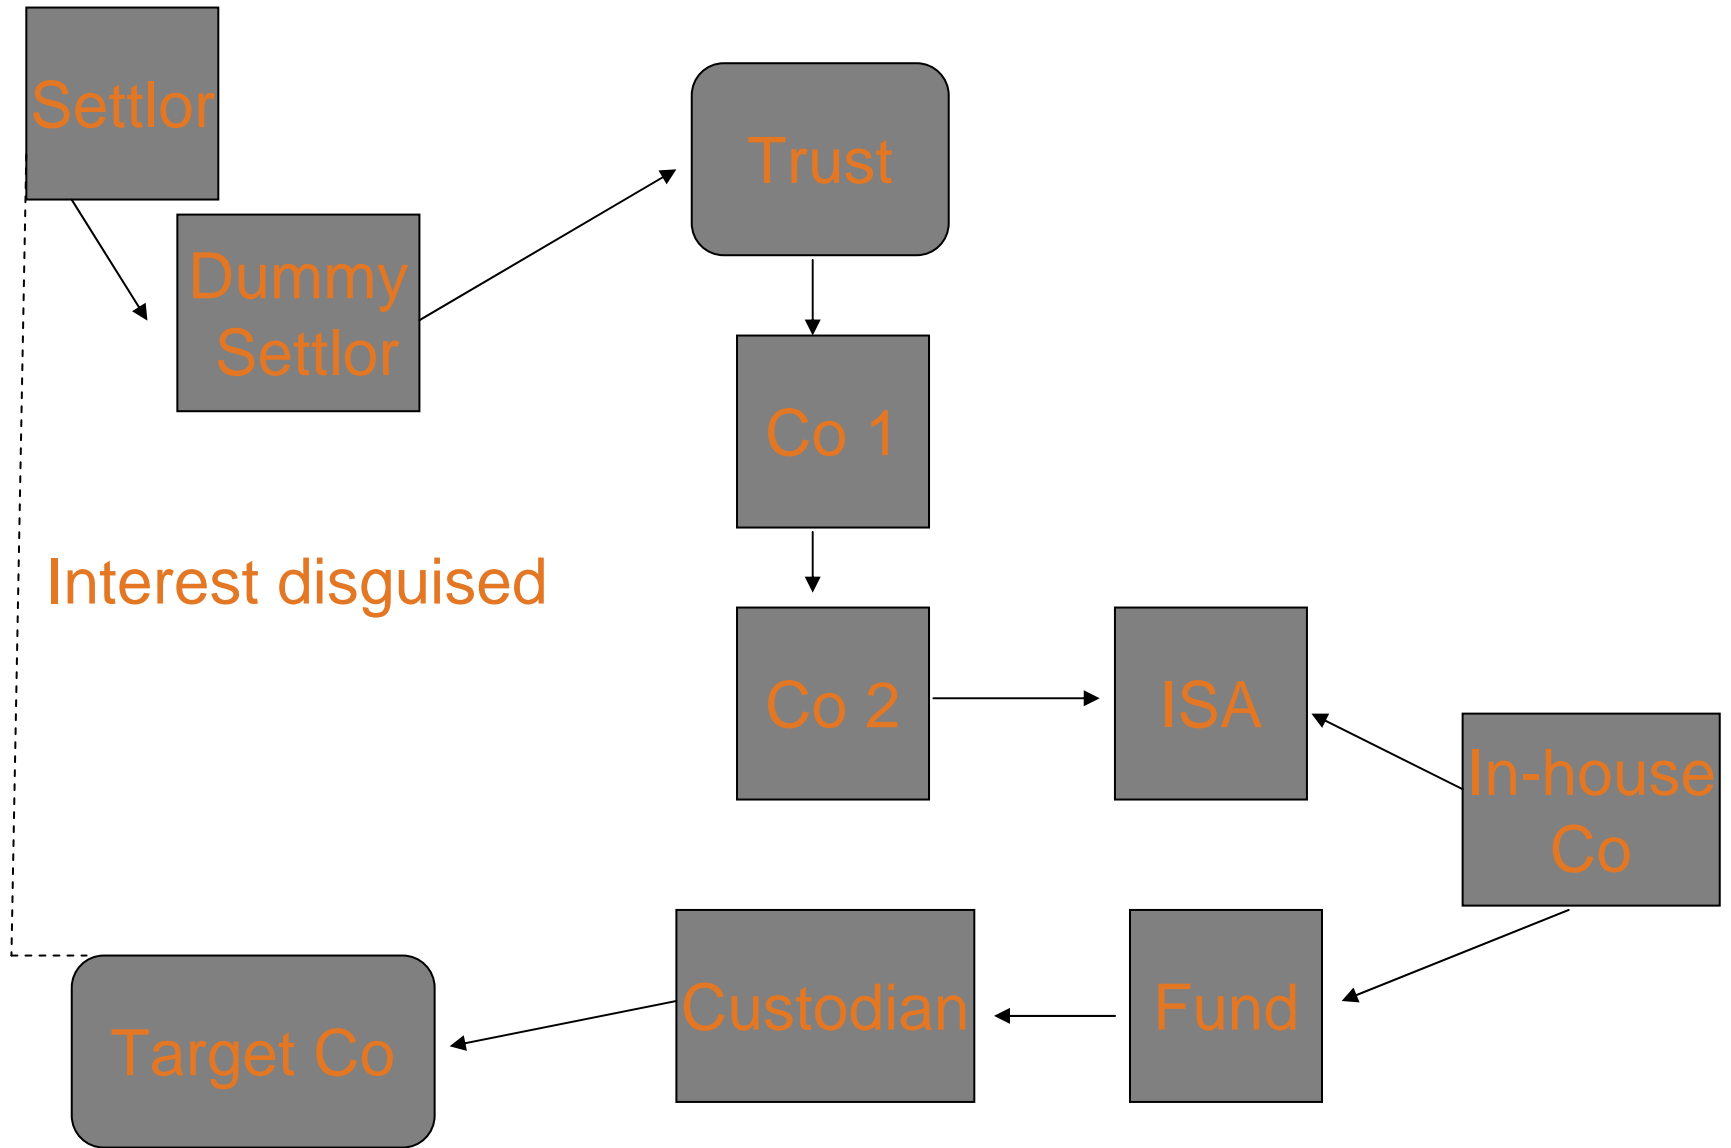 Settlor
Trust
Dummy
Settlor
Co 1
Interest disguised
Co 2
ISA
In-house
Co
Custodian
Fund
Target Co